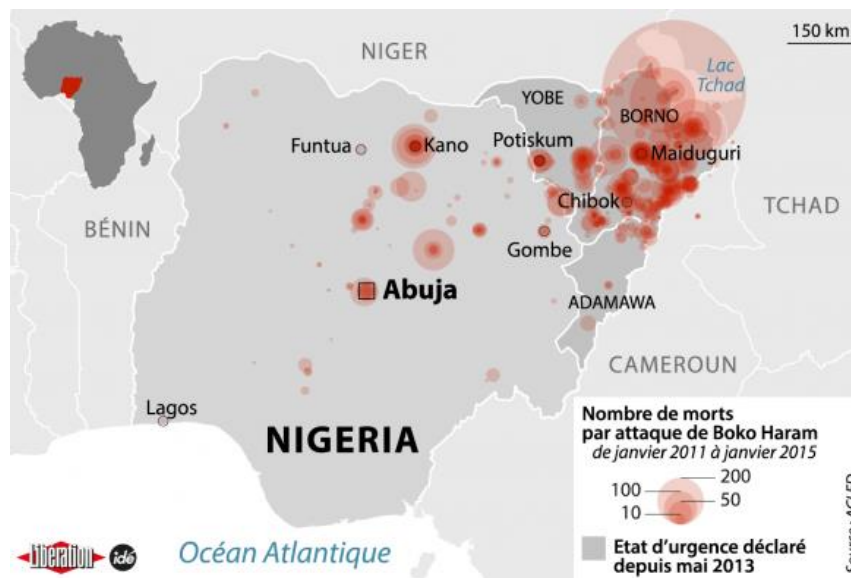 NIGER
150 km
Lac
Tchad
YOBE
BORNO
Funtua
Kano
Potiskum
Maiduguri
Chibok
TCHAD
BÉNIN
Gombe
Abuja
ADAMAWA
CAMEROUN
Lagos
NIGERIA
Nombre de morts
par attaque de Boko Haram
de janvier 2011 à janvier 2015
200
100
50
10
Etat d'urgence déclaré
depuis mai 2013
Source : ACLED
Libération idé
Océan Atlantique